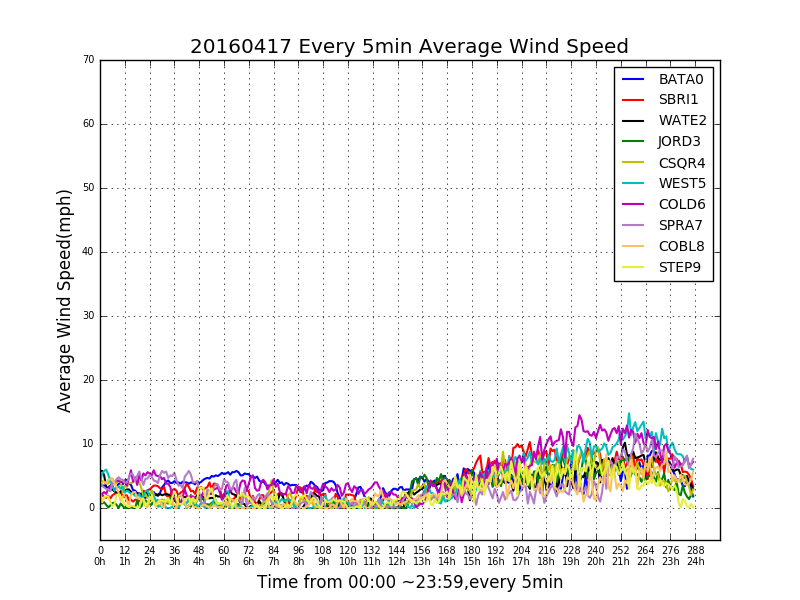 20160417 Every 5min Average Wind Speed
70
60
50
40
30
20
10
0
Average Wind Speed(mph)
BATA0
SBRI1
WATE2
JORD3
CSQR4
WEST5
COLD6
SPRA7
COBL8
STEP9
0 12 24 36 48 60 72 84 96 108 120 132 144 156 168 180 192 204 216 228 240 252 264 276 288
0h 1h 2h 3h 4h 5h 6h 7h 8h 9h 10h 11h 12h 13h 14h 15h 16h 17h 18h 19h 20h 21h 22h 23h 24h
Time from 00:00 ~23:59,every 5min